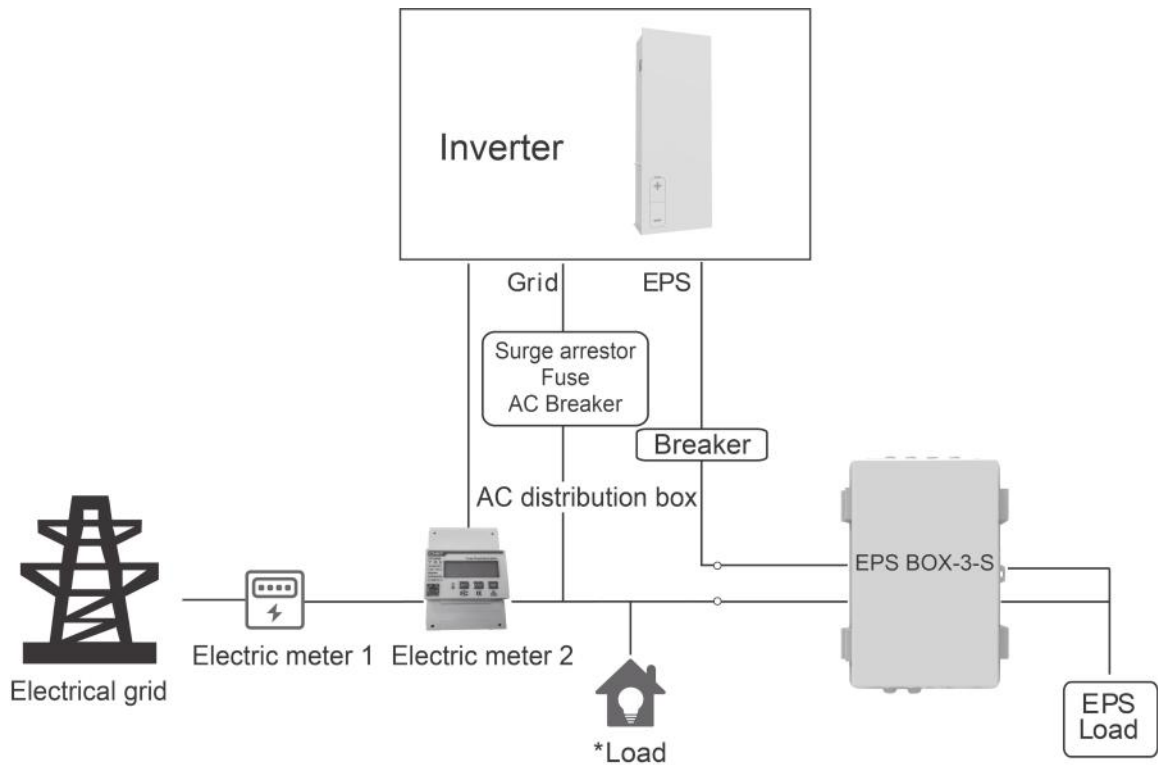 Inverter
Grid
EPS
Surge arrestor
Fuse
AC Breaker
Breaker
AC distribution box
EPS BOX-3-S
Electric meter 1
Electric meter 2
Electrical grid
*Load
EPS
Load